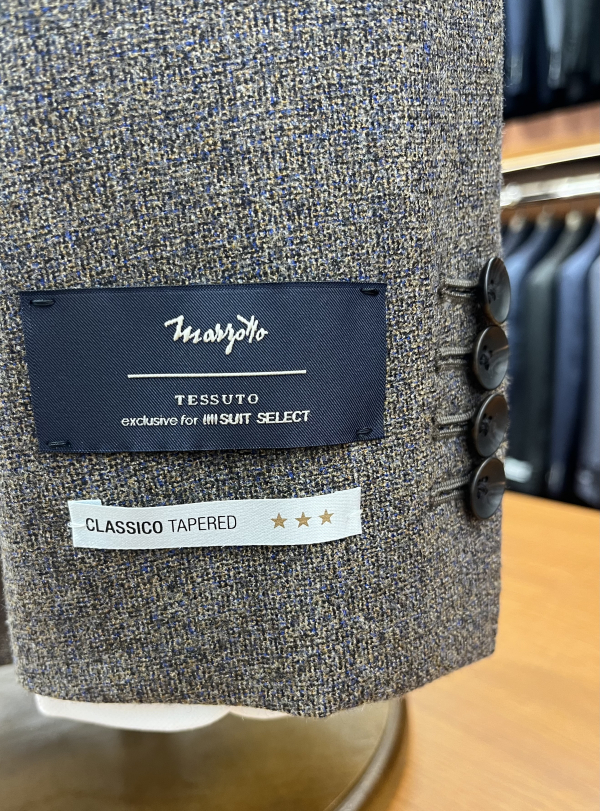 Marzotto
TESSUTO
exclusive for SUIT SELECT
CLASSICO TAPERED ★★★